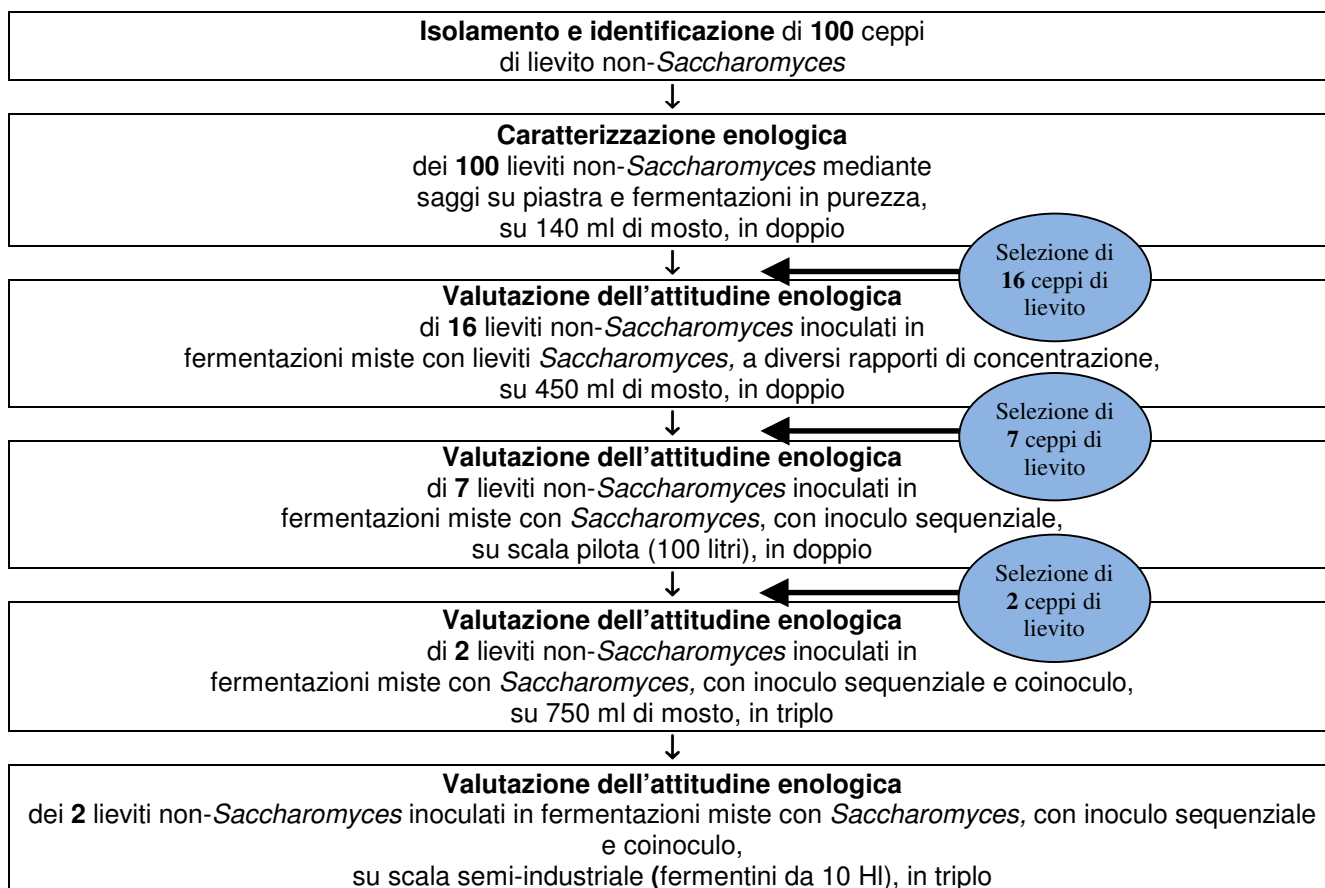 Isolamento e identificazione di 100 ceppi
di lievito non-Saccharomyces
↓
Caratterizzazione enologica
dei 100 lieviti non-Saccharomyces mediante
saggi su piastra e fermentazioni in purezza,
su 140 ml di mosto, in doppio
↓
Selezione di
16 ceppi di
lievito
Valutazione dell'attitudine enologica
di 16 lieviti non-Saccharomyces inoculati in
fermentazioni miste con lieviti Saccharomyces, a diversi rapporti di concentrazione,
su 450 ml di mosto, in doppio
↓
Selezione di
7 ceppi di
lievito
Valutazione dell'attitudine enologica
di 7 lieviti non-Saccharomyces inoculati in
fermentazioni miste con Saccharomyces, con inoculo sequenziale,
su scala pilota (100 litri), in doppio
↓
Selezione di
2 ceppi di
lievito
Valutazione dell'attitudine enologica
di 2 lieviti non-Saccharomyces inoculati in
fermentazioni miste con Saccharomyces, con inoculo sequenziale e coinoculo,
su 750 ml di mosto, in triplo
↓
Valutazione dell'attitudine enologica
dei 2 lieviti non-Saccharomyces inoculati in fermentazioni miste con Saccharomyces, con inoculo sequenziale
e coinoculo,
su scala semi-industriale (fermentini da 10 Hl), in triplo